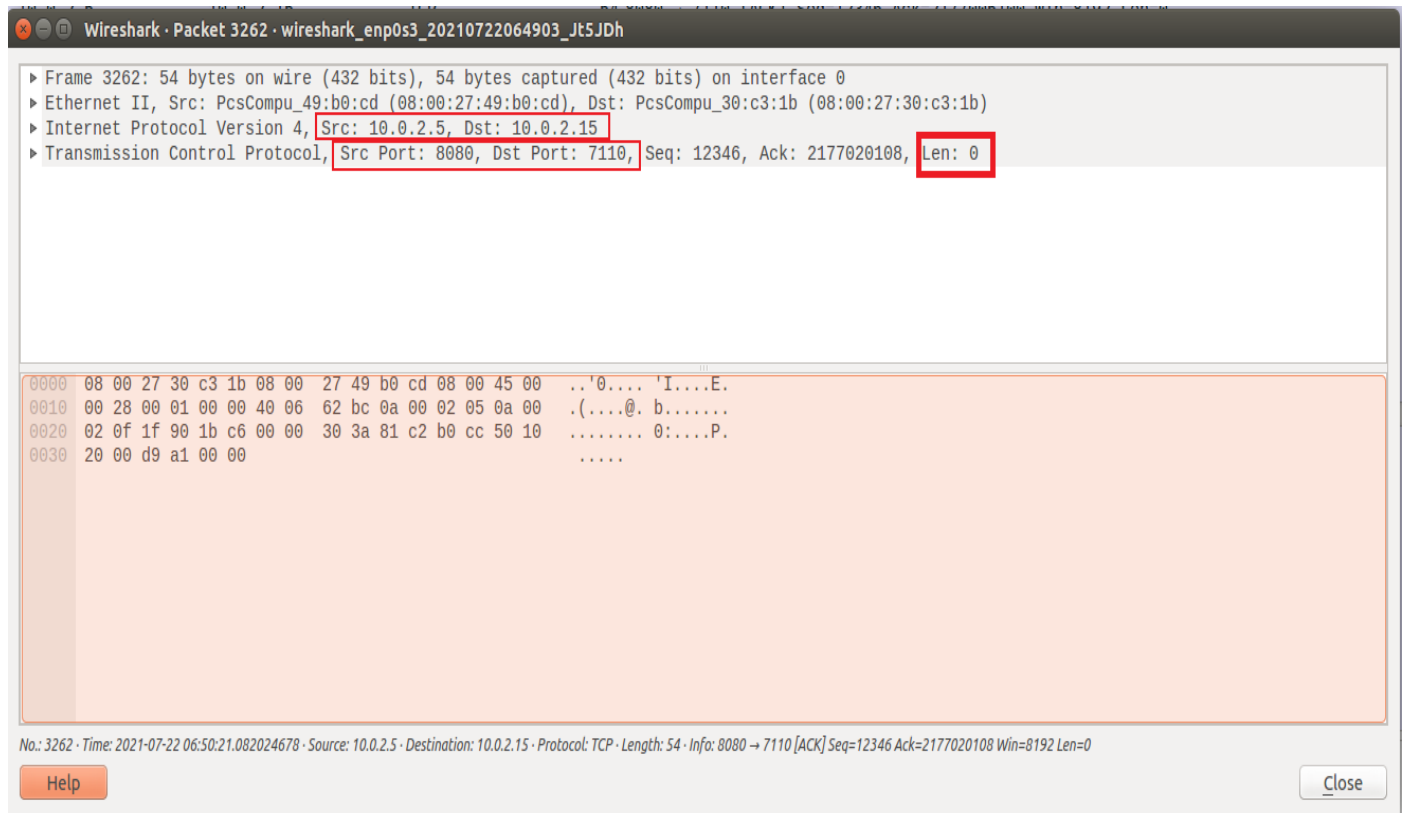 Wireshark · Packet 3262 · wireshark_enp0s3_20210722064903_Jt5JDh
Frame 3262: 54 bytes on wire (432 bits), 54 bytes captured (432 bits) on interface 0
Ethernet II, Src: PcsCompu_49:b0:cd (08:00:27:49:b0:cd), Dst: PcsCompu_30:c3:1b (08:00:27:30:c3:1b)
Internet Protocol Version 4, Src: 10.0.2.5, Dst: 10.0.2.15
Transmission Control Protocol, Src Port: 8080, Dst Port: 7110, Seq: 12346, Ack: 2177020108, Len: 0
0000 08 00 27 30 c3 1b 08 00 27 49 b0 cd 08 00 45 00 ..'0.... 'I....E.
0010 00 28 00 01 00 00 40 06 62 bc 0a 00 02 05 0a 00 .(....@. b.......
0020 02 0f 1f 90 1b c6 00 00 30 3a 81 c2 b0 cc 50 10 ........ 0:....P.
0030 20 00 d9 a1 00 00 .....
No.: 3262 · Time: 2021-07-22 06:50:21.082024678 · Source: 10.0.2.5 · Destination: 10.0.2.15 · Protocol: TCP · Length: 54 · Info: 8080 → 7110 [ACK] Seq=12346 Ack=2177020108 Win=8192 Len=0
Help
Close